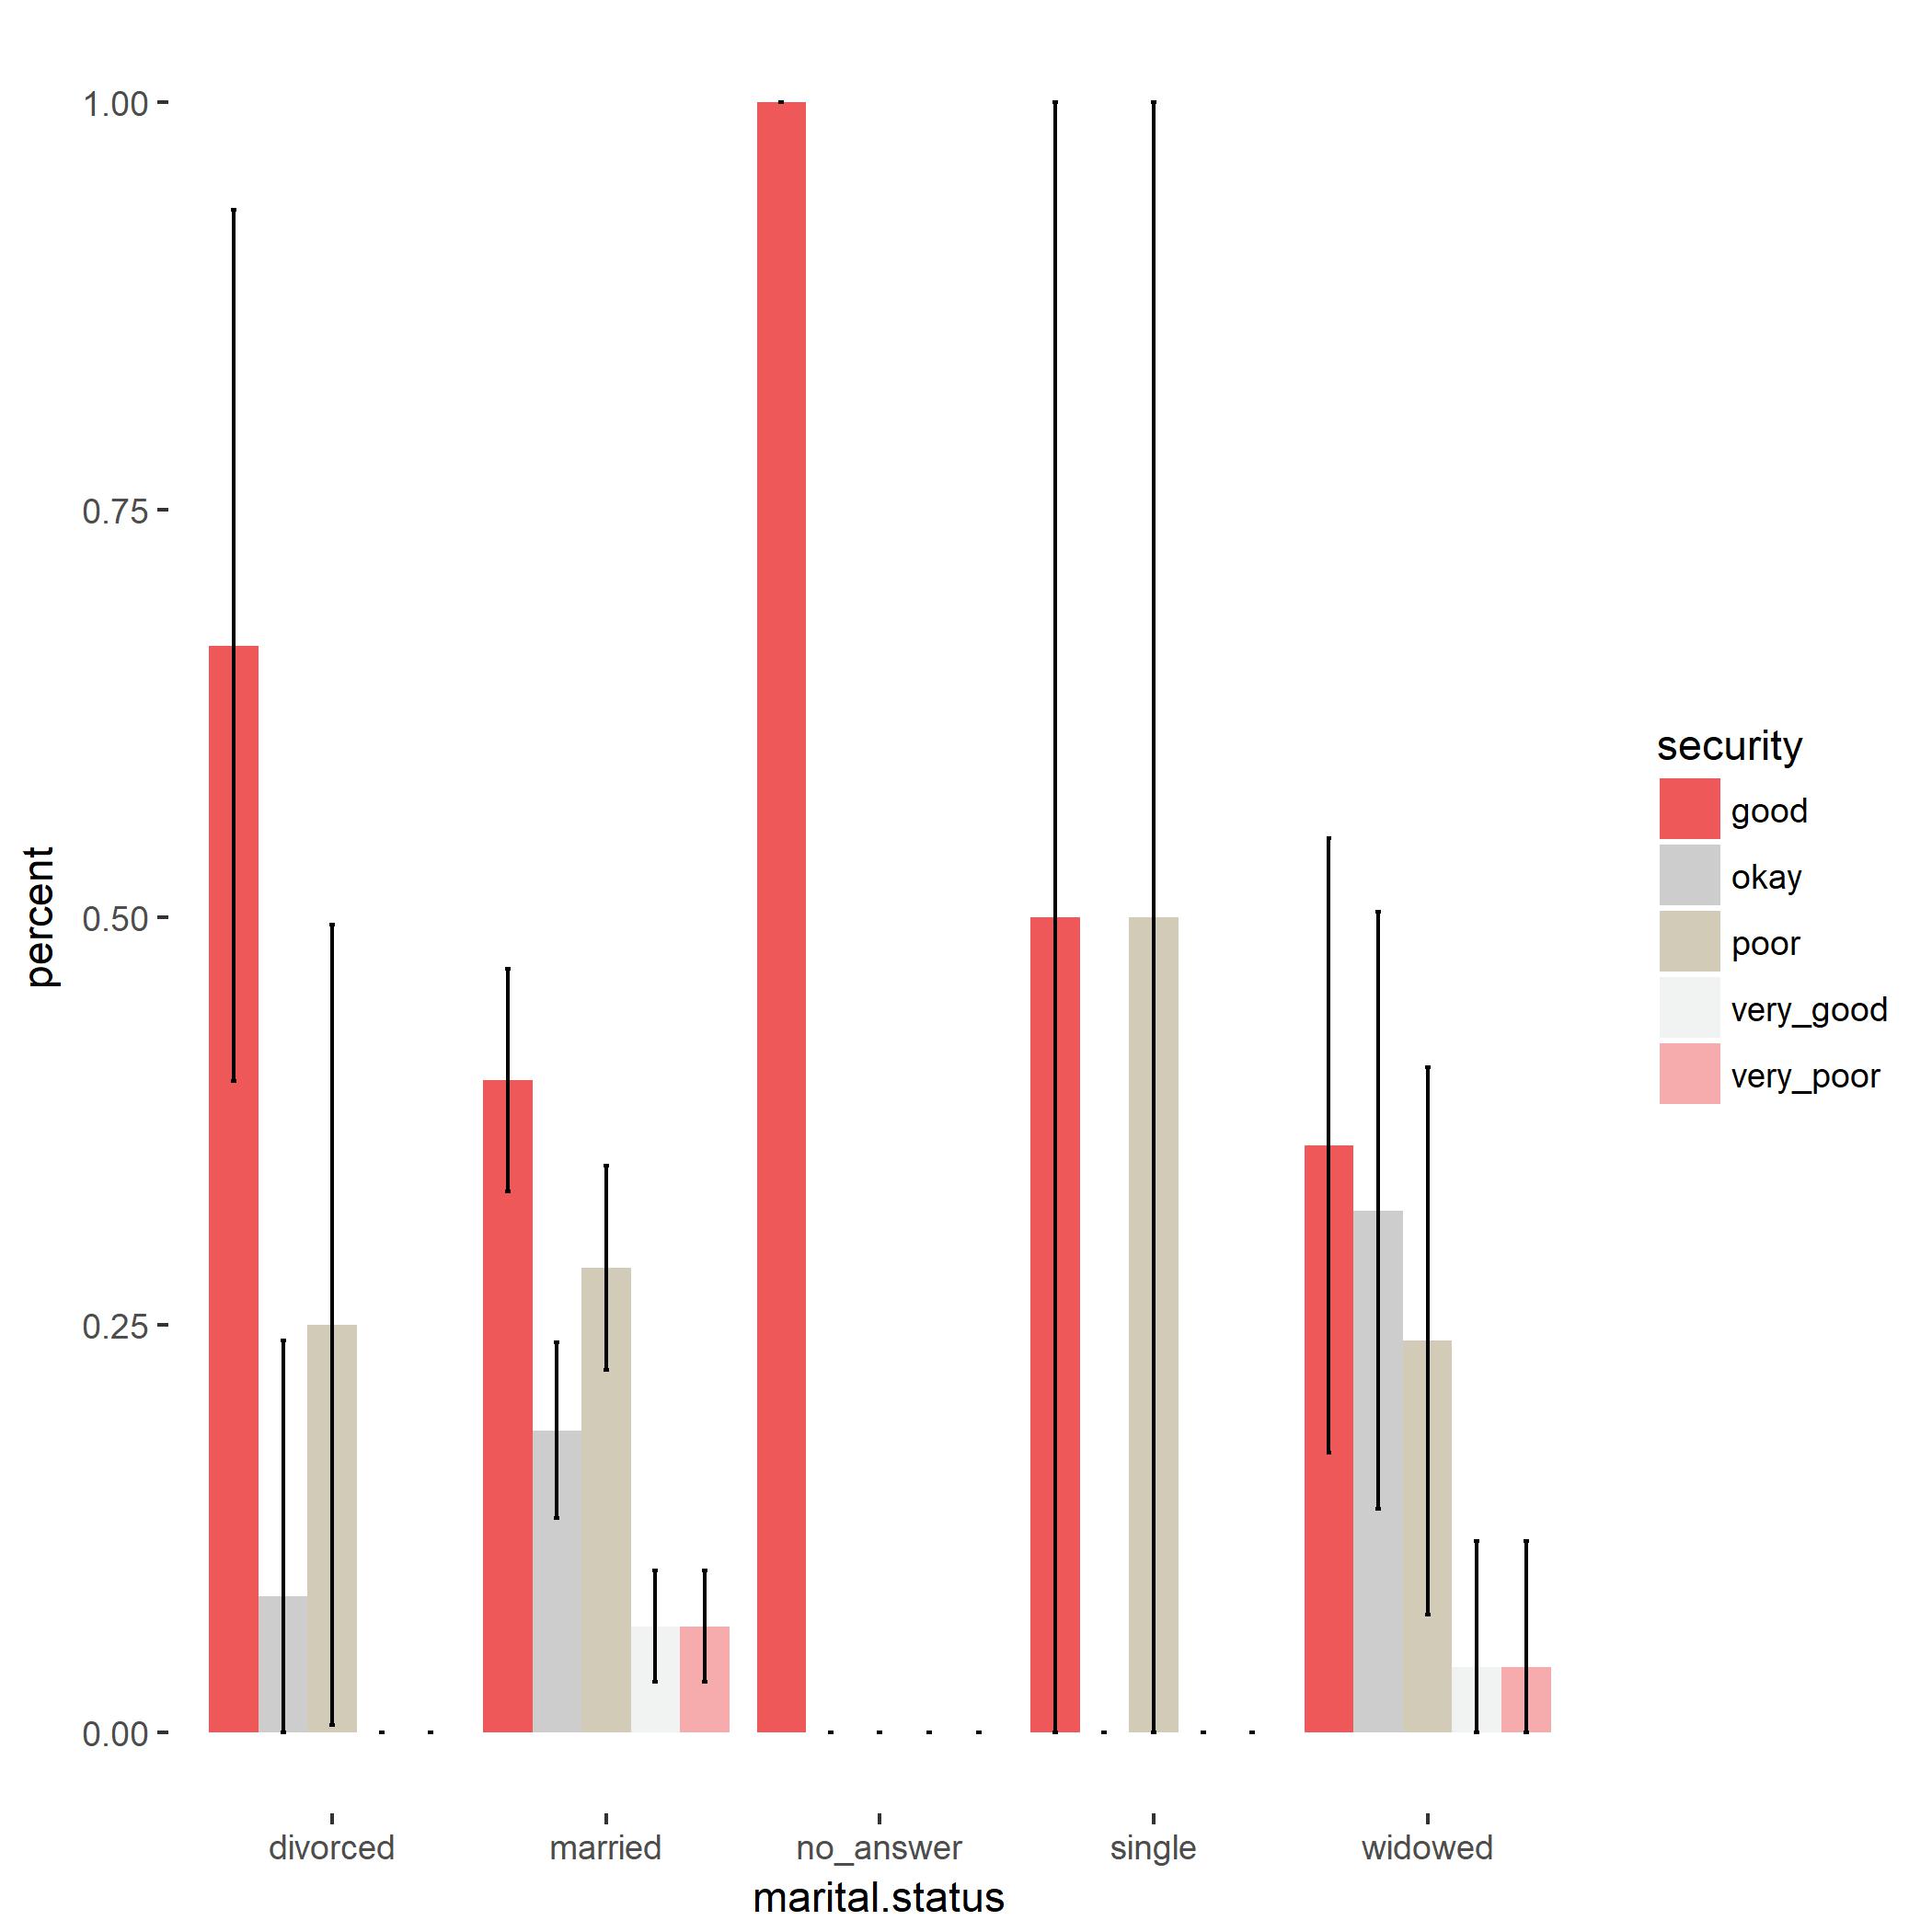 1.00
0.75
0.50
0.25
0.00
percent
divorced
married
no_answer
single
widowed
marital.status
security
good
okay
poor
very_good
very_poor